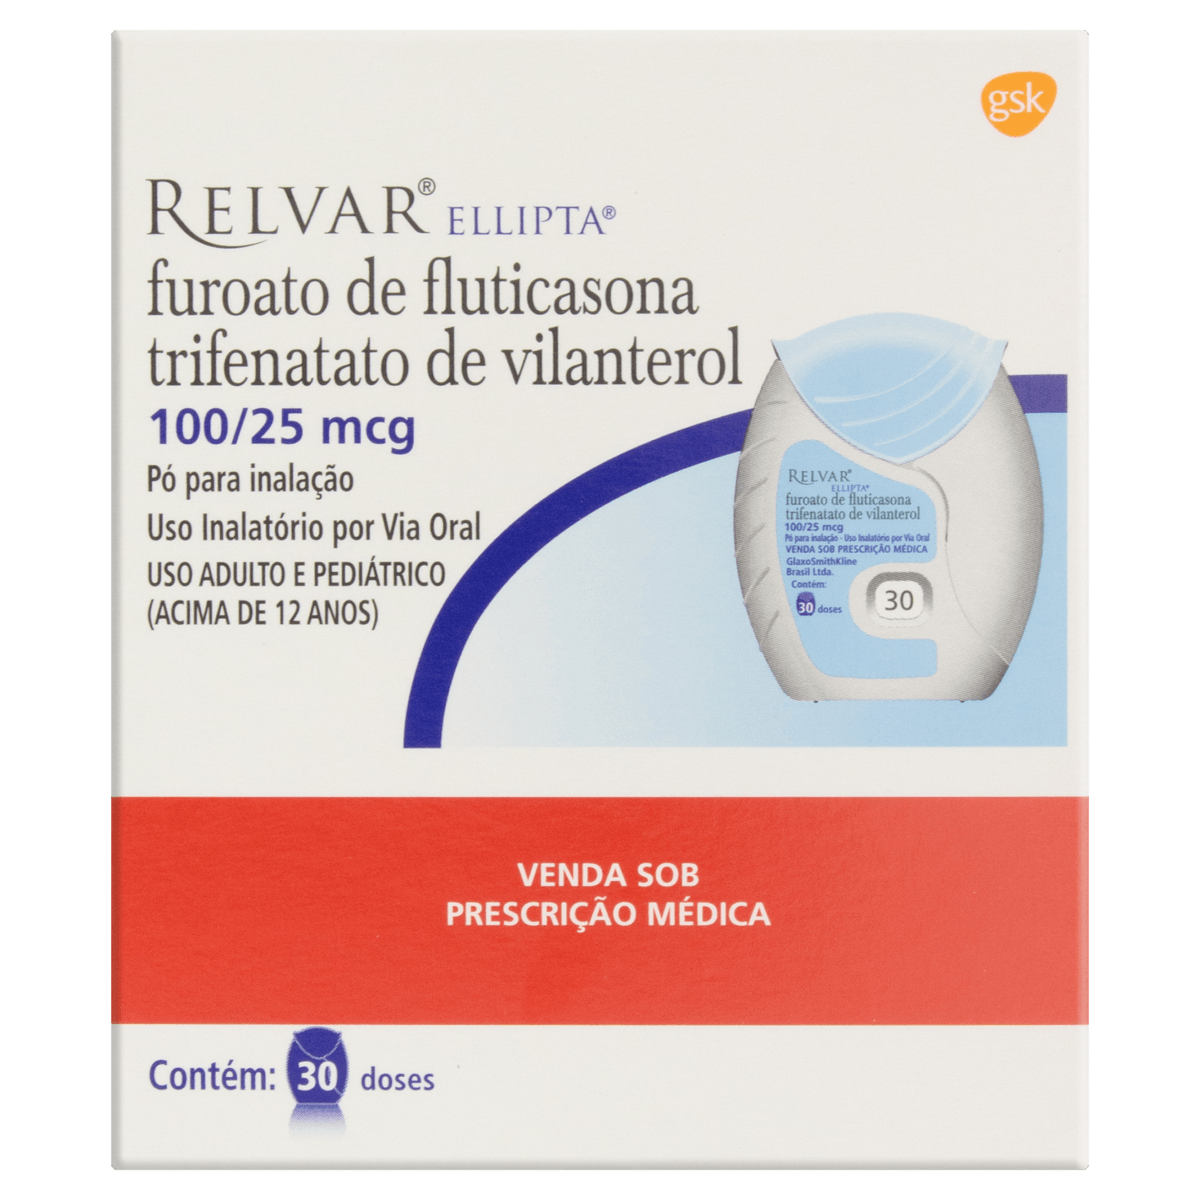 gsk
RELVAR® ELLIPTA®
furoato de fluticasona
trifenatato de vilanterol
100/25 mcg
Pó para inalação
Uso Inalatório por Via Oral
USO ADULTO E PEDIÁTRICO
(ACIMA DE 12 ANOS)
RELVAR®
ELLIPTA®
furoato de fluticasona
trifenatato de vilanterol
100/25 mcg
Pó para inalação - Uso Inalatório por Via Oral
VENDA SOB PRESCRIÇÃO MÉDICA
GlaxoSmithKline
Brasil Ltda.
Contém:
30 doses
30
VENDA SOB
PRESCRIÇÃO MÉDICA
Contém: 30 doses